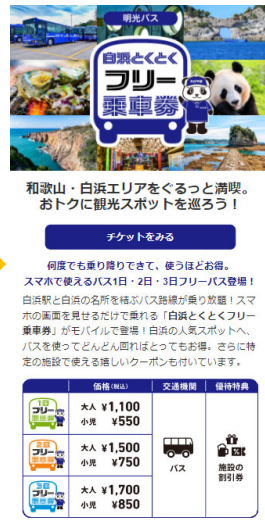 明光バス
白浜とくとく
フリー
乗車券
和歌山・白浜エリアをぐるっと満喫。
おトクに観光スポットを巡ろう！
チケットをみる
何度でも乗り降りできて、使うほどお得。
スマホで使えるバス1日・2日・3日フリーパス登場！
白浜駅と白浜の名所を結ぶバス路線が乗り放題！スマ
ホの画面を見せるだけで乗れる「白浜とくとくフリー
乗車券」がモバイルで登場！白浜の人気スポットへ、
バスを使ってどんどん回ればとってもお得。さらに特
定の施設で使える嬉しいクーポンも付いています。
価格(税込) 交通機関 優待特典
1日
フリー
乗車券
大人 ¥1,100
小児 ¥550
2日
フリー
乗車券
大人 ¥1,500
小児 ¥750
3日
フリー
乗車券
大人 ¥1,700
小児 ¥850
バス
施設の
割引券